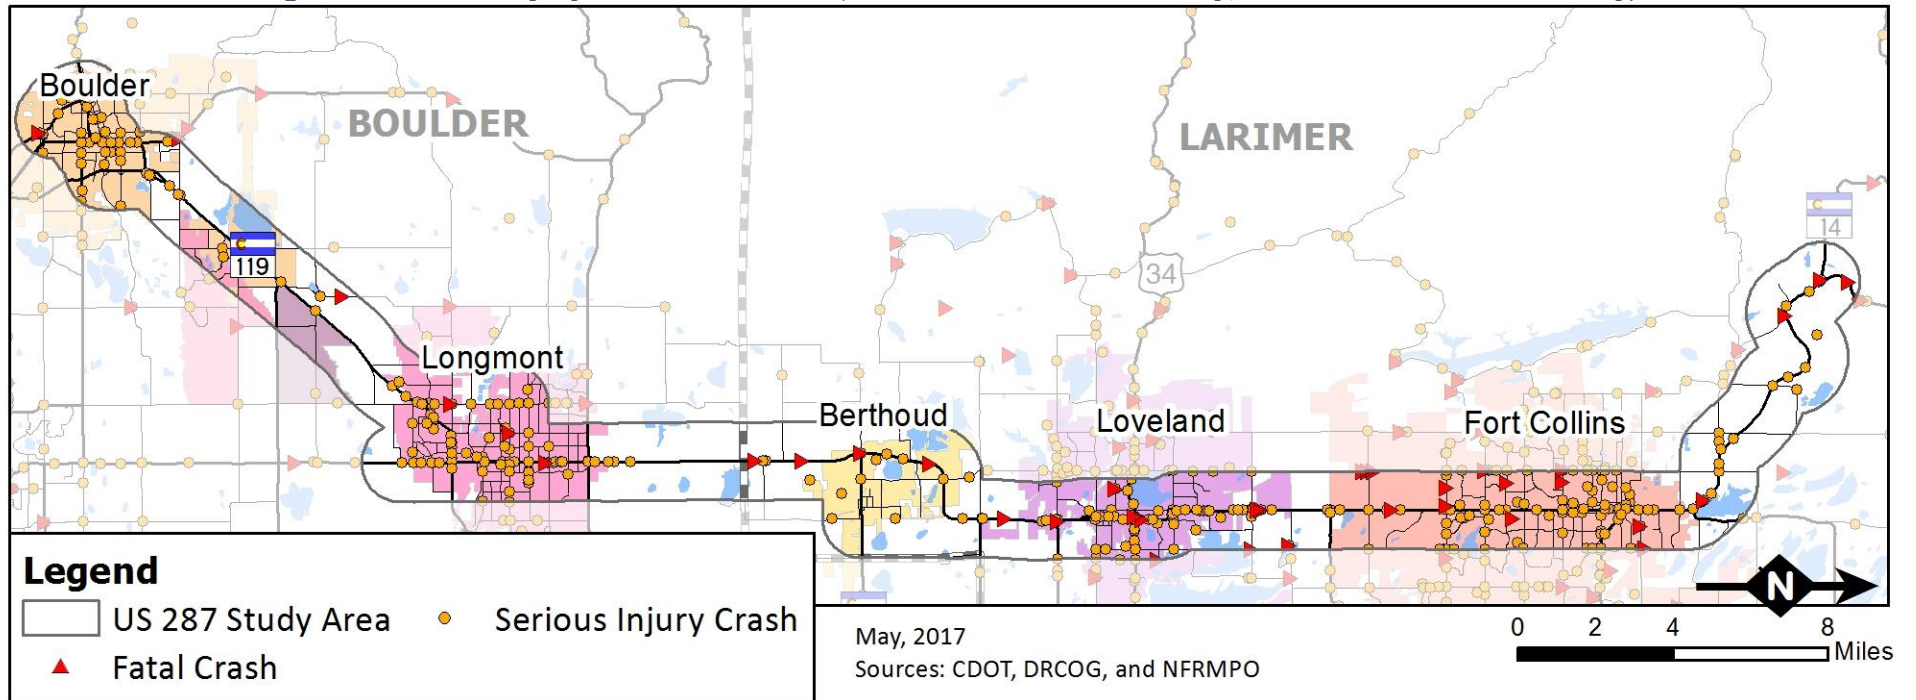 Boulder
BOULDER
LARIMER
C
119
C
14
34
Longmont
Berthoud
Loveland
Fort Collins
Legend
US 287 Study Area
Serious Injury Crash
Fatal Crash
May, 2017
Sources: CDOT, DRCOG, and NFRMPO
N
0 2 4 8
Miles